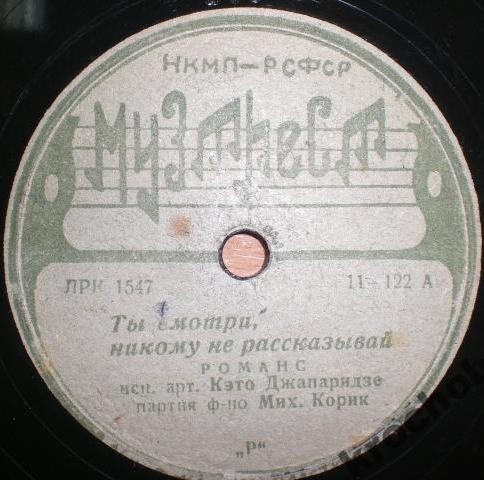 НКМП-РСФСР
Музтрест
ЛРК 1547 11-122 А
Ты смотри,
никому не рассказывай
РОМАНС
исп. арт. Кэто Джапаридзе
партия ф-но Мих. Корик
„Р“
krochob